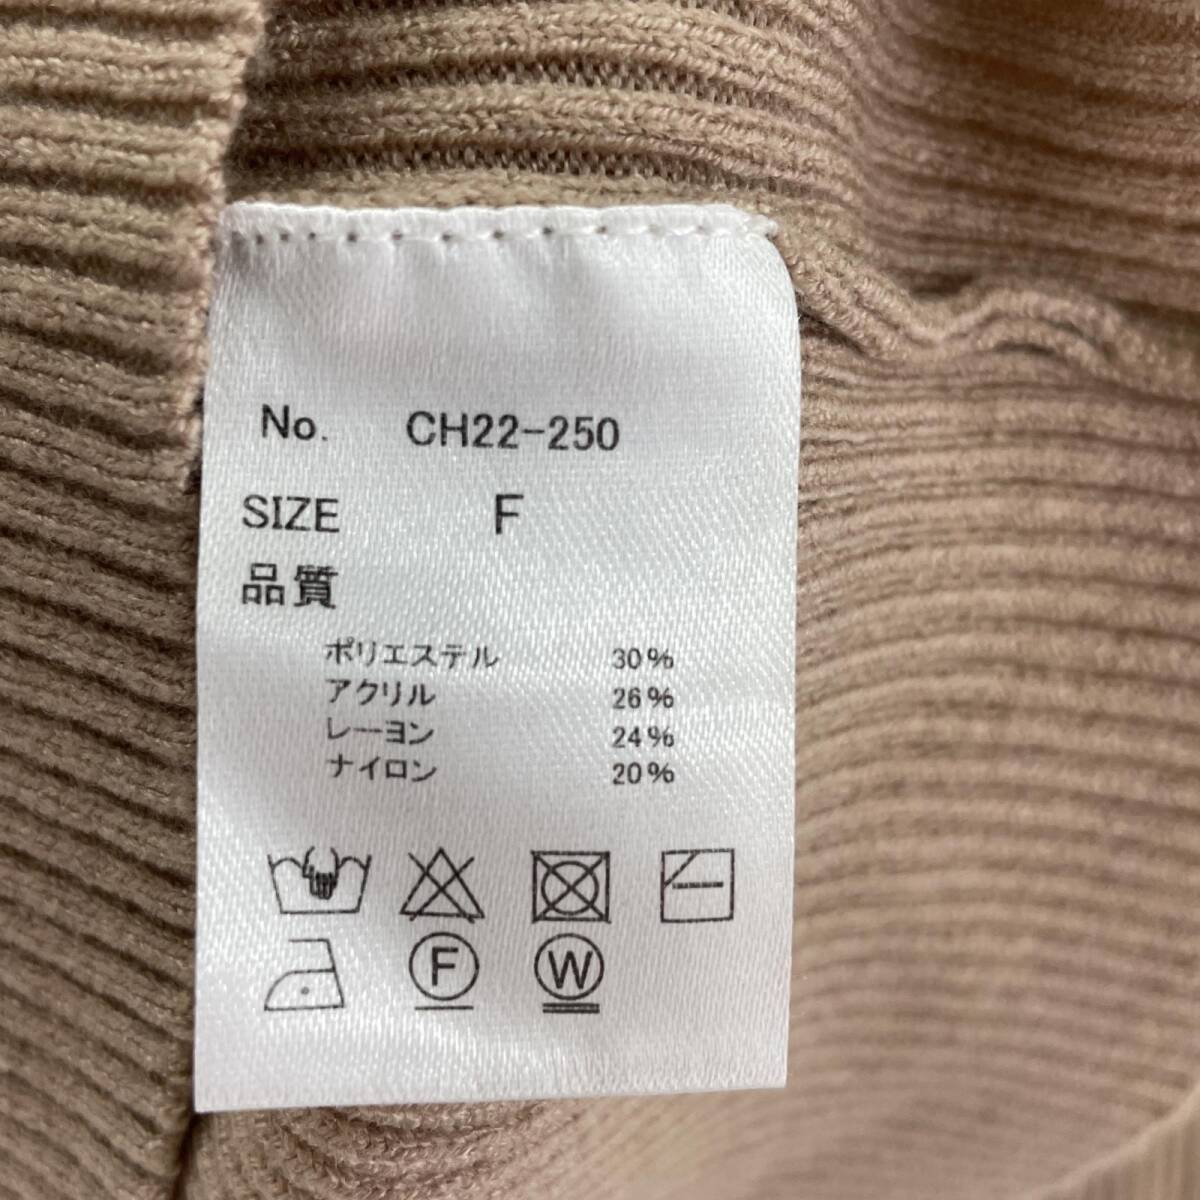 No. CH22-250
SIZE F
品質
ポリエステル 30%
アクリル 26%
レーヨン 24%
ナイロン 20%
F W